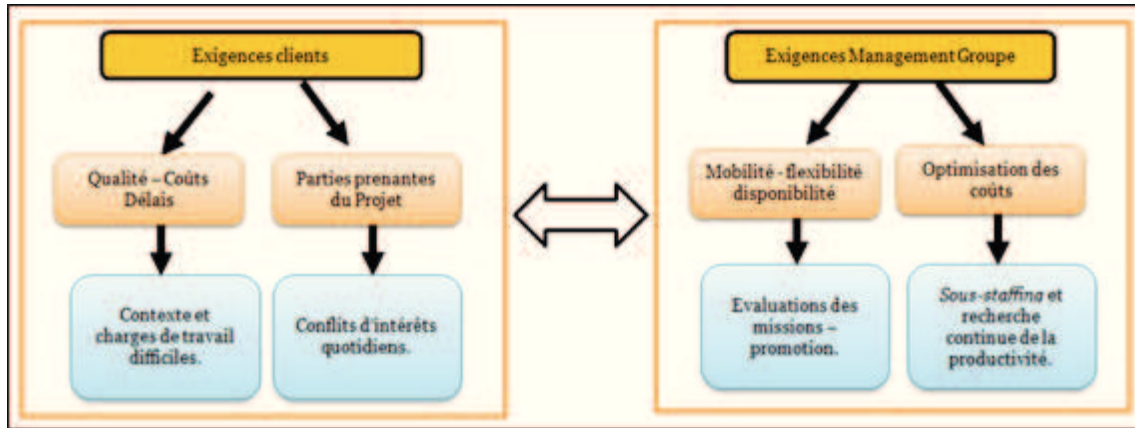 Exigences clients
Qualité – Coûts
Délais
Parties prenantes
du Projet
Contexte et
charges de travail
difficiles.
Conflits d'intérêts
quotidiens.
Exigences Management Groupe
Mobilité - flexibilité
disponibilité
Optimisation des
coûts
Evaluations des
missions –
promotion.
Sous-staffina et
recherche
continue de la
productivité.